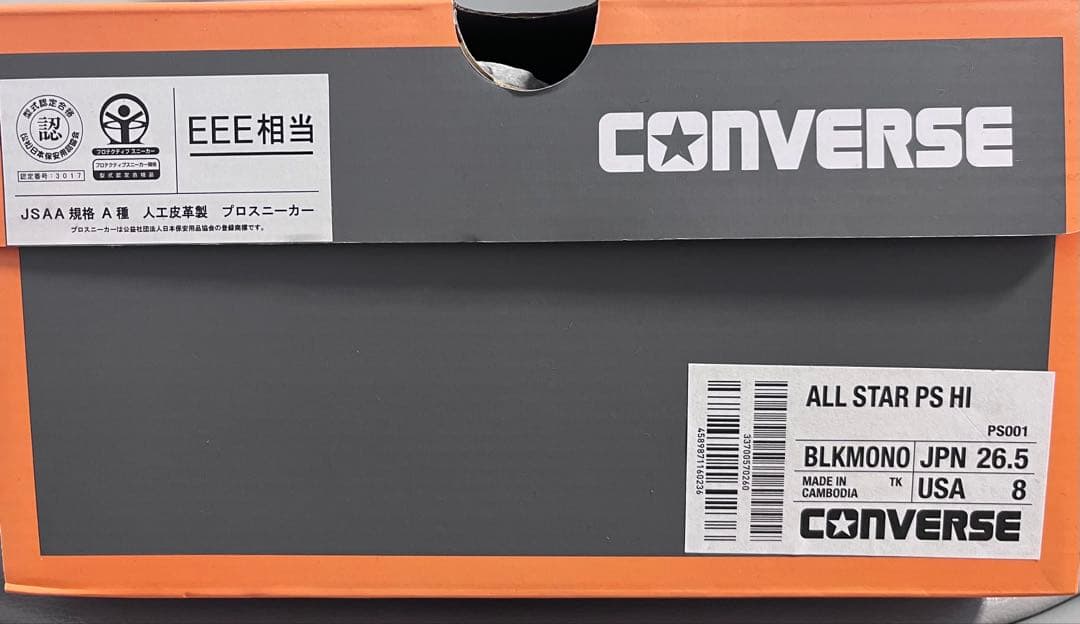 型式認定合格
認
(公社)日本保安用品協会
認定番号:3017
プロテクティブ スニーカー
プロテクティブスニーカー規格
型式認定合格品
EEE相当
JSAA 規格 A 種 人工皮革製 プロスニーカー
プロスニーカーは公益社団法人日本保安用品協会の登録商標です。
CONVERSE
4589871160236
33700570260
ALL STAR PS HI
PS001
BLKMONO JPN 26.5
MADE IN CAMBODIA TK USA 8
CONVERSE